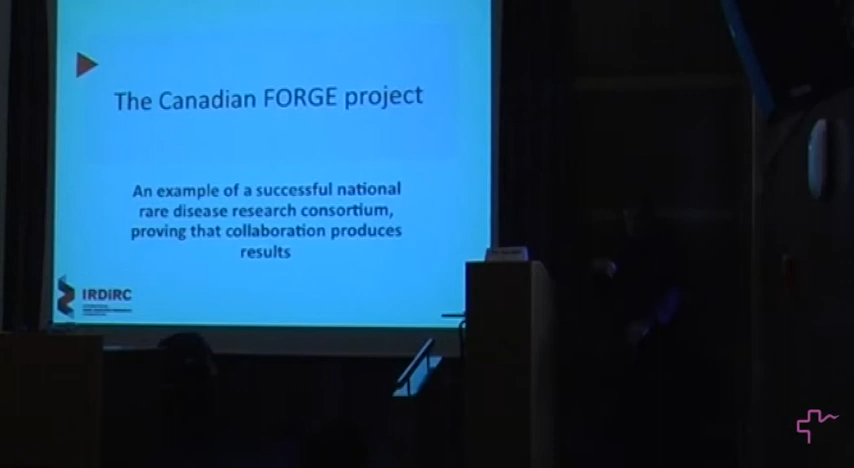 The Canadian FORGE project
An example of a successful national
rare disease research consortium,
proving that collaboration produces
results
IRDiRC